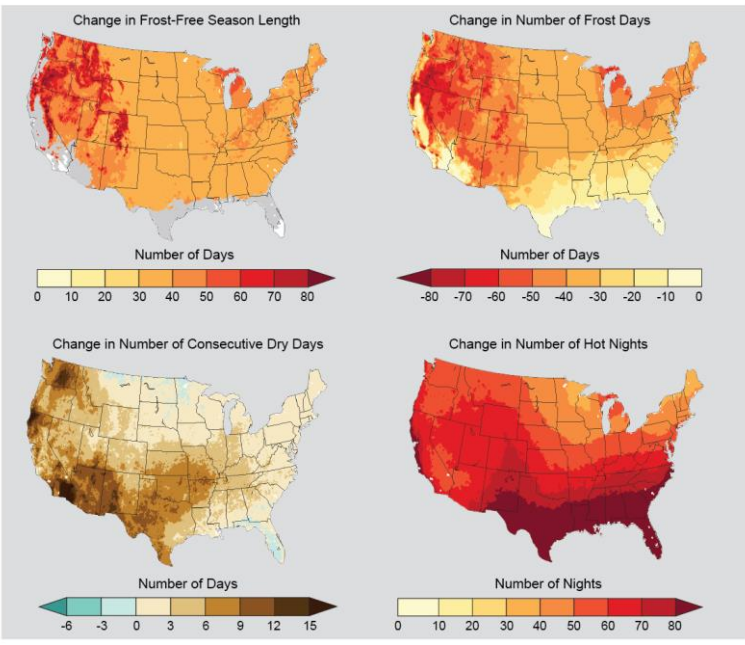 Change in Frost-Free Season Length
Number of Days
0 10 20 30 40 50 60 70 80
Change in Number of Frost Days
Number of Days
-80 -70 -60 -50 -40 -30 -20 -10 0
Change in Number of Consecutive Dry Days
Number of Days
-6 -3 0 3 6 9 12 15
Change in Number of Hot Nights
Number of Nights
0 10 20 30 40 50 60 70 80